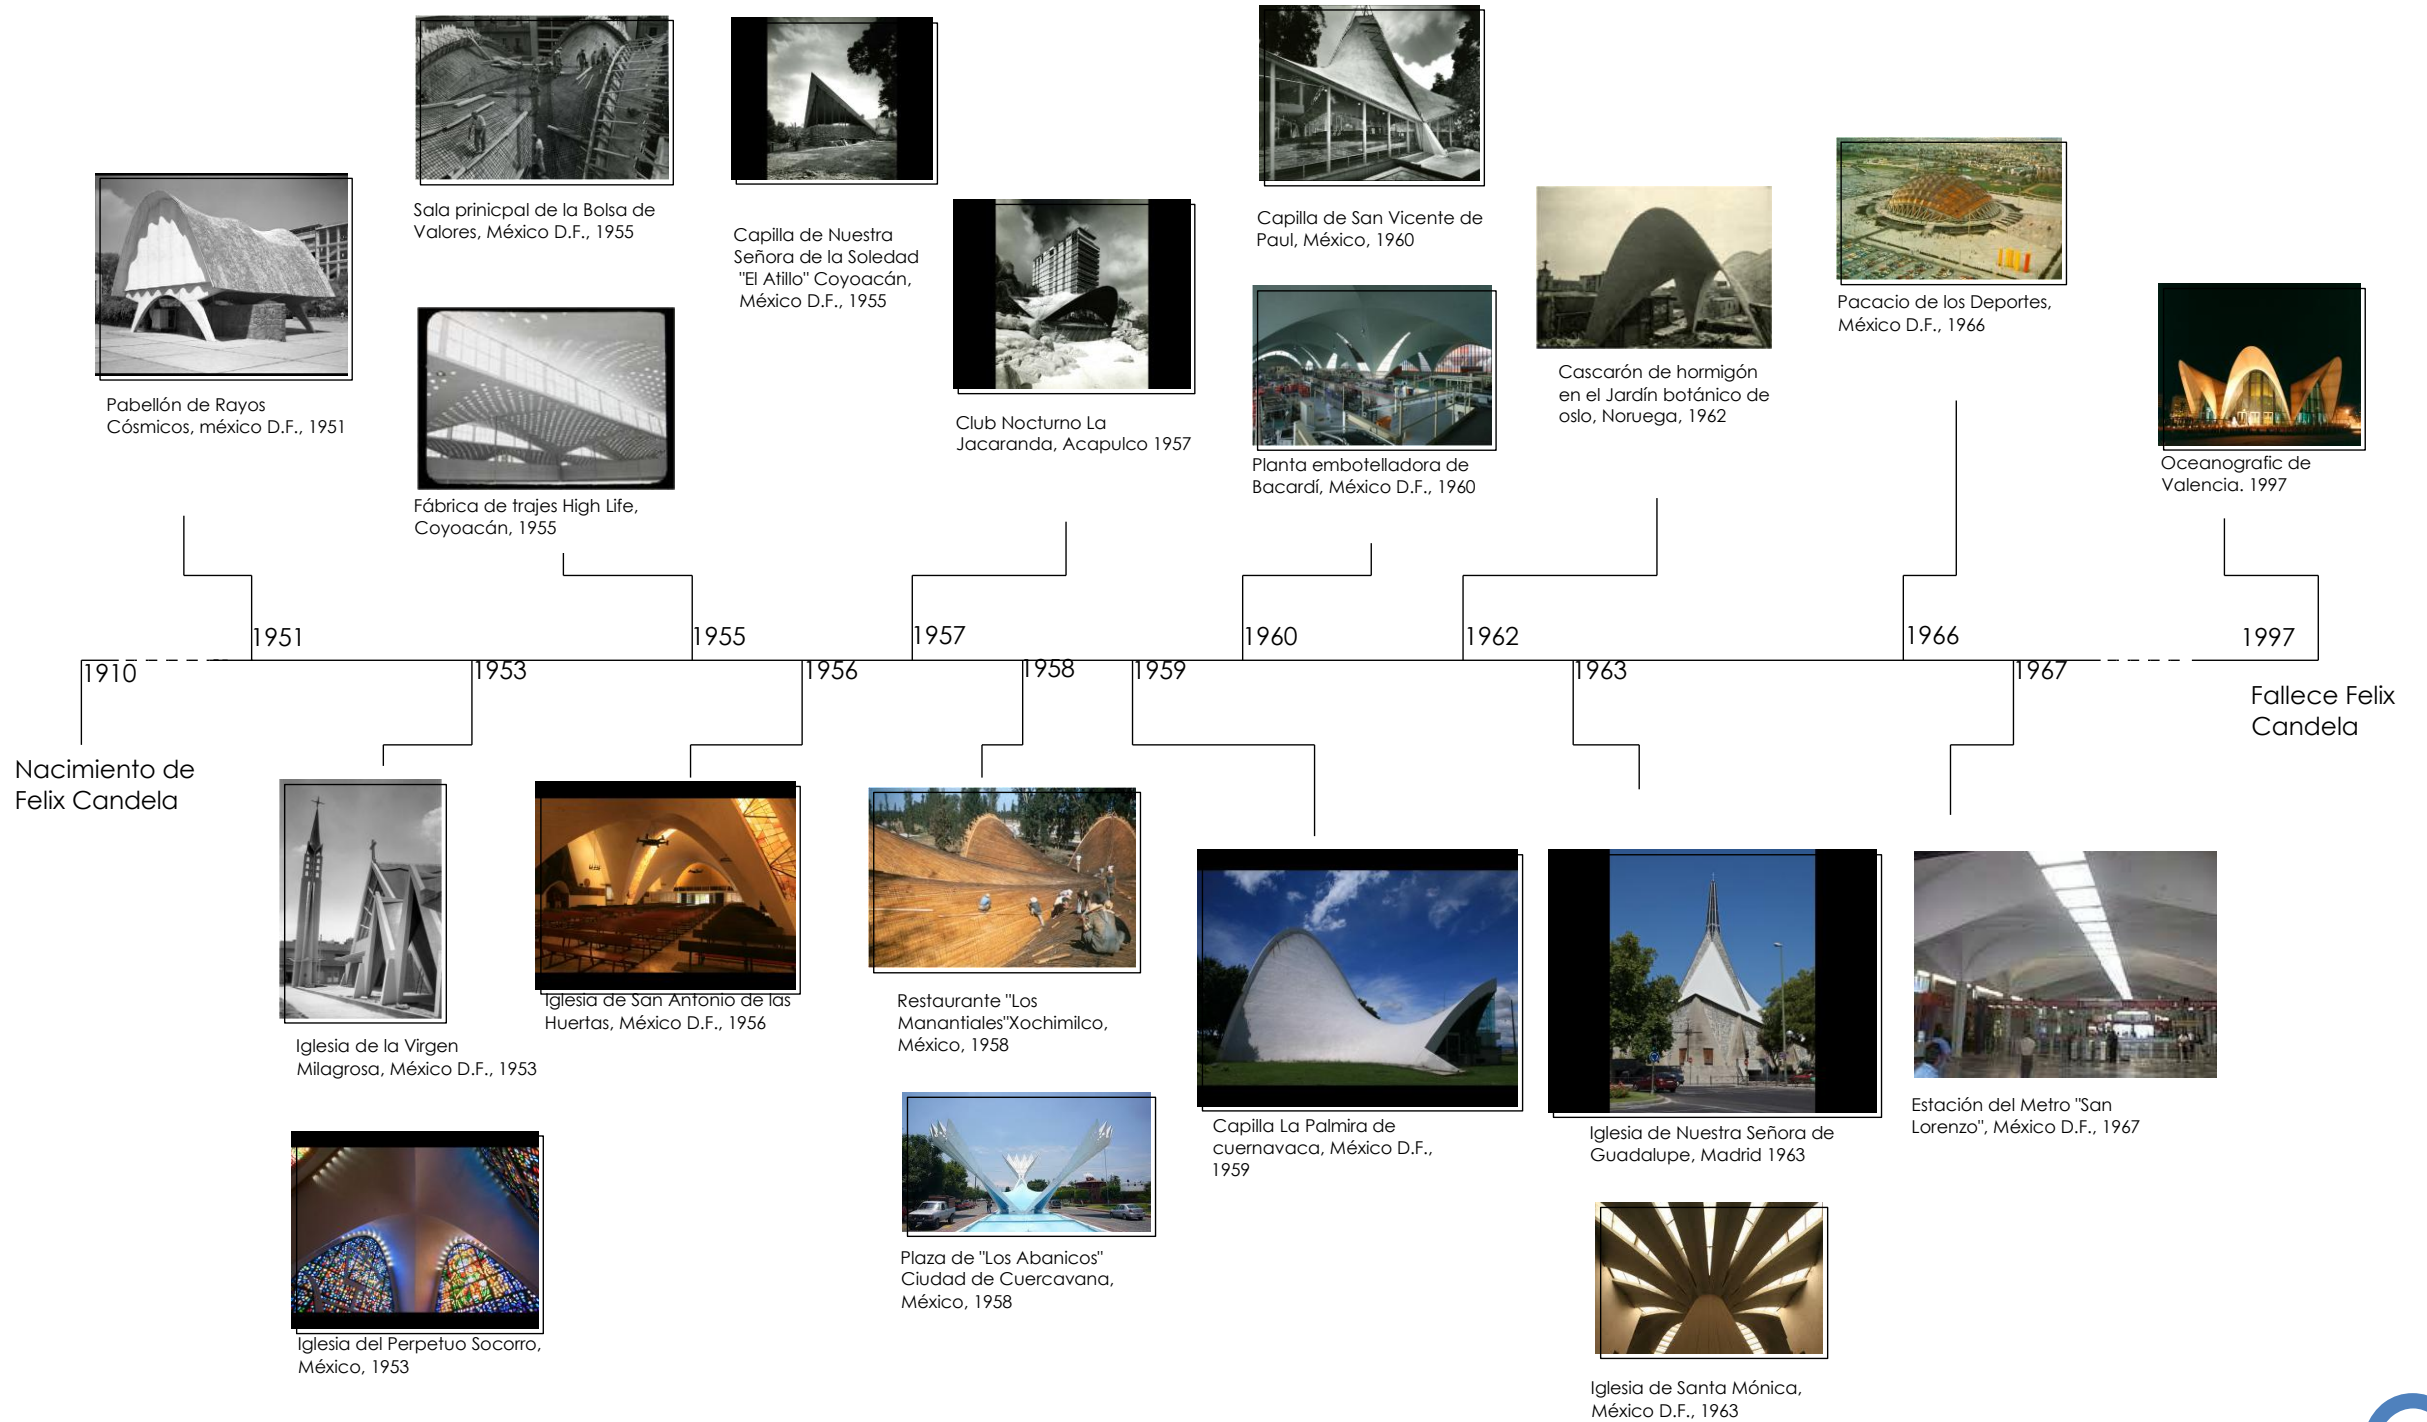 Sala prinicpal de la Bolsa de
Valores, México D.F., 1955
Capilla de Nuestra
Señora de la Soledad
"El Atillo" Coyoacán,
México D.F., 1955
Capilla de San Vicente de
Paul, México, 1960
Pacacio de los Deportes,
México D.F., 1966
Pabellón de Rayos
Cósmicos, méxico D.F., 1951
Fábrica de trajes High Life,
Coyoacán, 1955
Club Nocturno La
Jacaranda, Acapulco 1957
Planta embotelladora de
Bacardí, México D.F., 1960
Cascarón de hormigón
en el Jardín botánico de
oslo, Noruega, 1962
Oceanografic de
Valencia. 1997
1951
1955
1957
1960
1962
1966
1997
1910
1953
1956
1958
1959
1963
1967
Nacimiento de
Felix Candela
Fallece Felix
Candela
Iglesia de la Virgen
Milagrosa, México D.F., 1953
Iglesia de San Antonio de las
Huertas, México D.F., 1956
Restaurante "Los
Manantiales"Xochimilco,
México, 1958
Capilla La Palmira de
cuernavaca, México D.F.,
1959
Iglesia de Nuestra Señora de
Guadalupe, Madrid 1963
Estación del Metro "San
Lorenzo", México D.F., 1967
Iglesia del Perpetuo Socorro,
México, 1953
Plaza de "Los Abanicos"
Ciudad de Cuercavana,
México, 1958
Iglesia de Santa Mónica,
México D.F., 1963